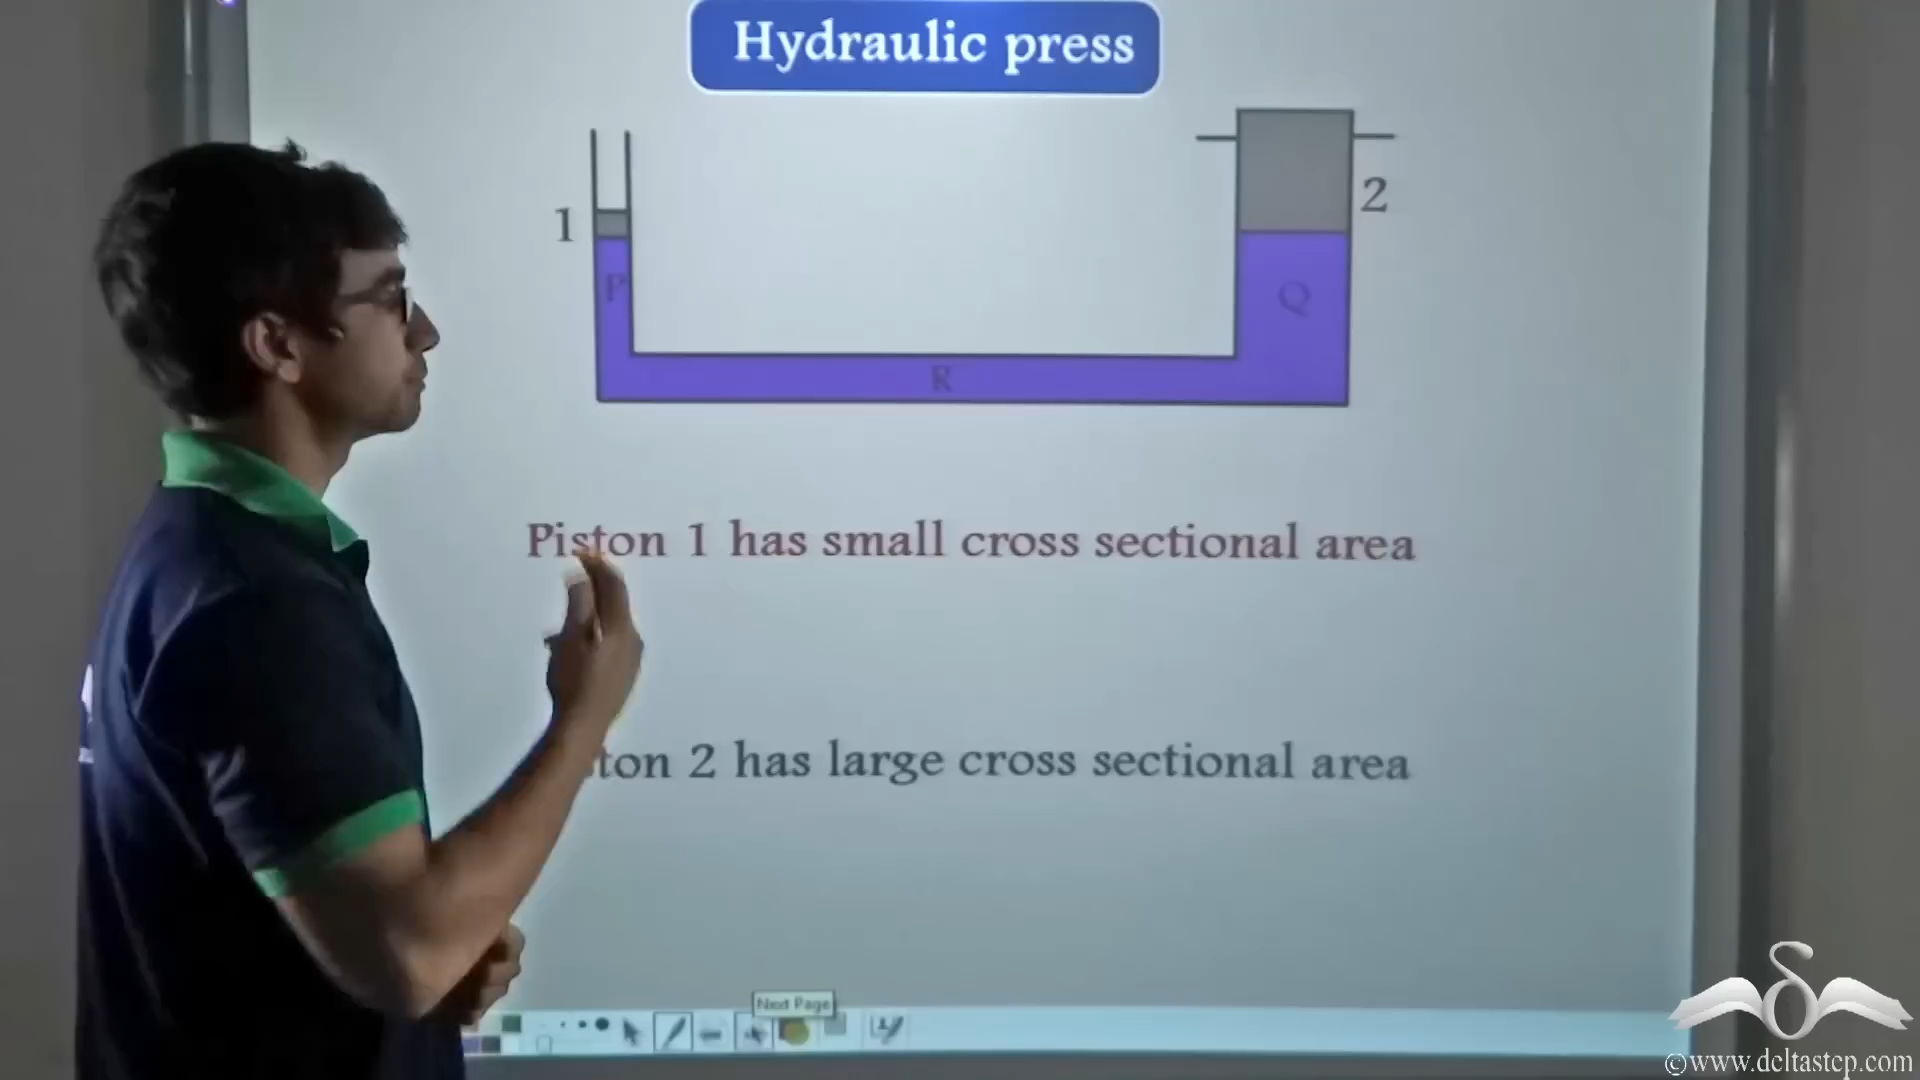 Hydraulic press
1
2
P
Q
R
Piston 1 has small cross sectional area
ton 2 has large cross sectional area
Next Page
©www.deltastep.com